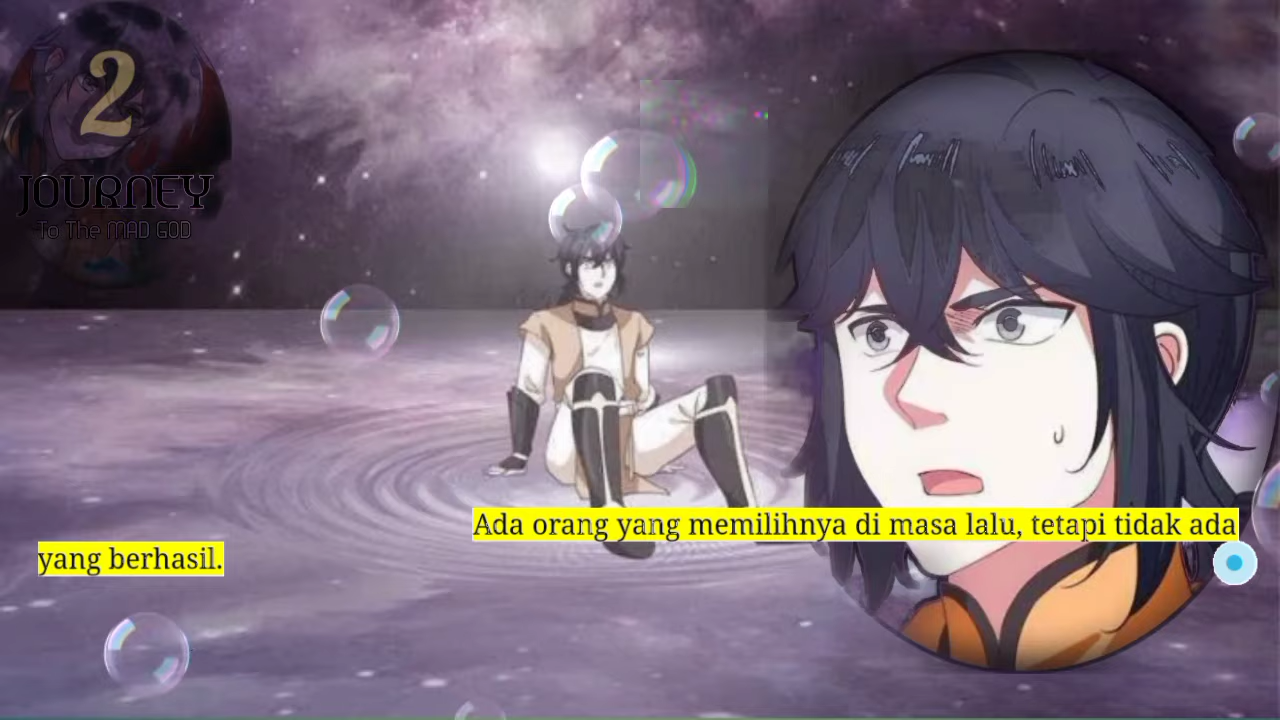 2
JOURNEY
To The MAD GOD
Ada orang yang memilihnya di masa lalu, tetapi tidak ada
yang berhasil.